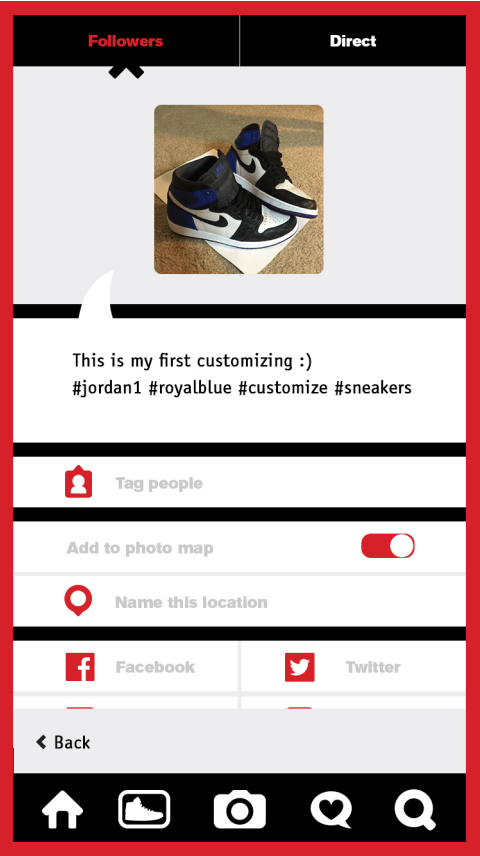 Followers
Direct
This is my first customizing :)
#jordan1 #royalblue #customize #sneakers
Tag people
Add to photo map
Name this location
Facebook
Twitter
Back